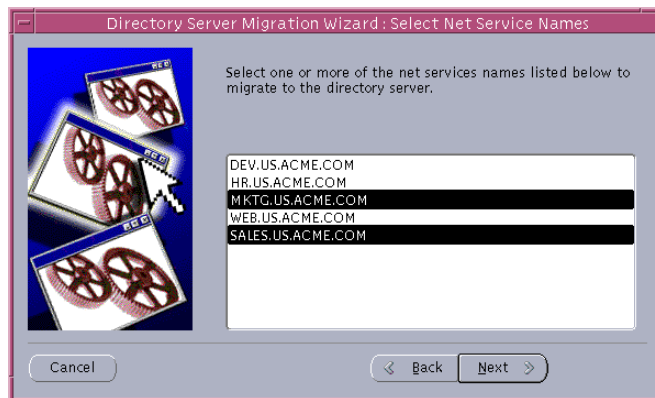 Directory Server Migration Wizard : Select Net Service Names
Select one or more of the net services names listed below to
migrate to the directory server.
DEV.US.ACME.COM
HR.US.ACME.COM
MKTG.US.ACME.COM
WEB.US.ACME.COM
SALES.US.ACME.COM
Cancel
Back
Next